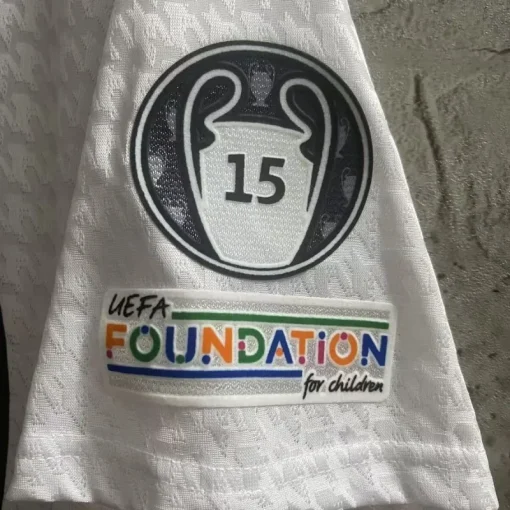 15
UEFA
FOUNDATION
for children